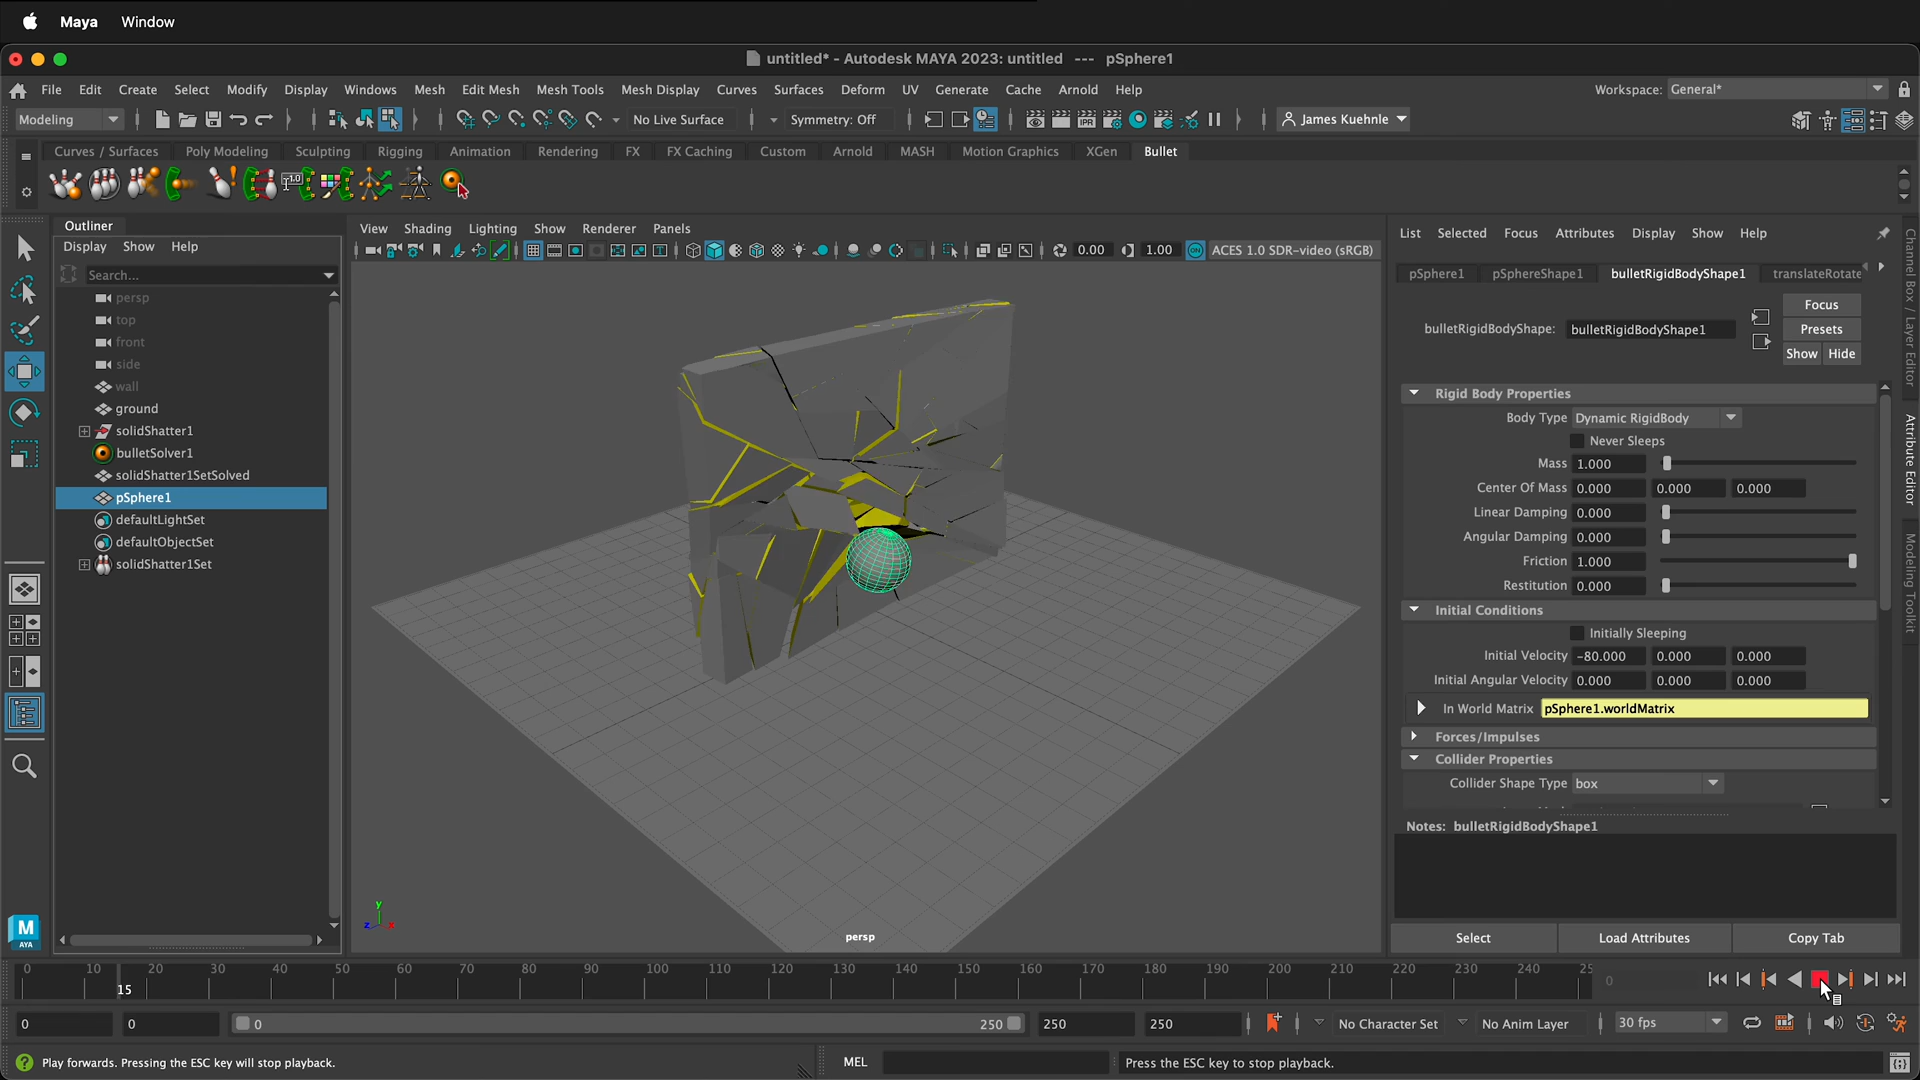 Maya Window
untitled* - Autodesk MAYA 2023: untitled --- pSphere1
File Edit Create Select Modify Display Windows Mesh Edit Mesh Mesh Tools Mesh Display Curves Surfaces Deform UV Generate Cache Arnold Help Workspace: General*
Modeling No Live Surface Symmetry: Off IPR James Kuehnle
Curves / Surfaces Poly Modeling Sculpting Rigging Animation Rendering FX FX Caching Custom Arnold MASH Motion Graphics XGen Bullet
Outliner
Display Show Help
Search...
persp
top
front
side
wall
ground
solidShatter1
bulletSolver1
solidShatter1SetSolved
pSphere1
defaultLightSet
defaultObjectSet
solidShatter1Set
View Shading Lighting Show Renderer Panels
0.00 1.00 ON ACES 1.0 SDR-video (sRGB)
y
z x
persp
List Selected Focus Attributes Display Show Help
pSphere1 pSphereShape1 bulletRigidBodyShape1 translateRotate
Focus
bulletRigidBodyShape: bulletRigidBodyShape1 Presets
Show Hide
Rigid Body Properties
Body Type Dynamic RigidBody
Never Sleeps
Mass 1.000
Center Of Mass 0.000 0.000 0.000
Linear Damping 0.000
Angular Damping 0.000
Friction 1.000
Restitution 0.000
Initial Conditions
Initially Sleeping
Initial Velocity -80.000 0.000 0.000
Initial Angular Velocity 0.000 0.000 0.000
In World Matrix pSphere1.worldMatrix
Forces/Impulses
Collider Properties
Collider Shape Type box
Notes: bulletRigidBodyShape1
Select Load Attributes Copy Tab
Channel Box / Layer Editor
Attribute Editor
Modeling Toolkit
M
AYA
0 10 20 30 40 50 60 70 80 90 100 110 120 130 140 150 160 170 180 190 200 210 220 230 240 25
15
0
0 0 0 250 250 250 No Character Set No Anim Layer 30 fps
Play forwards. Pressing the ESC key will stop playback. MEL Press the ESC key to stop playback.